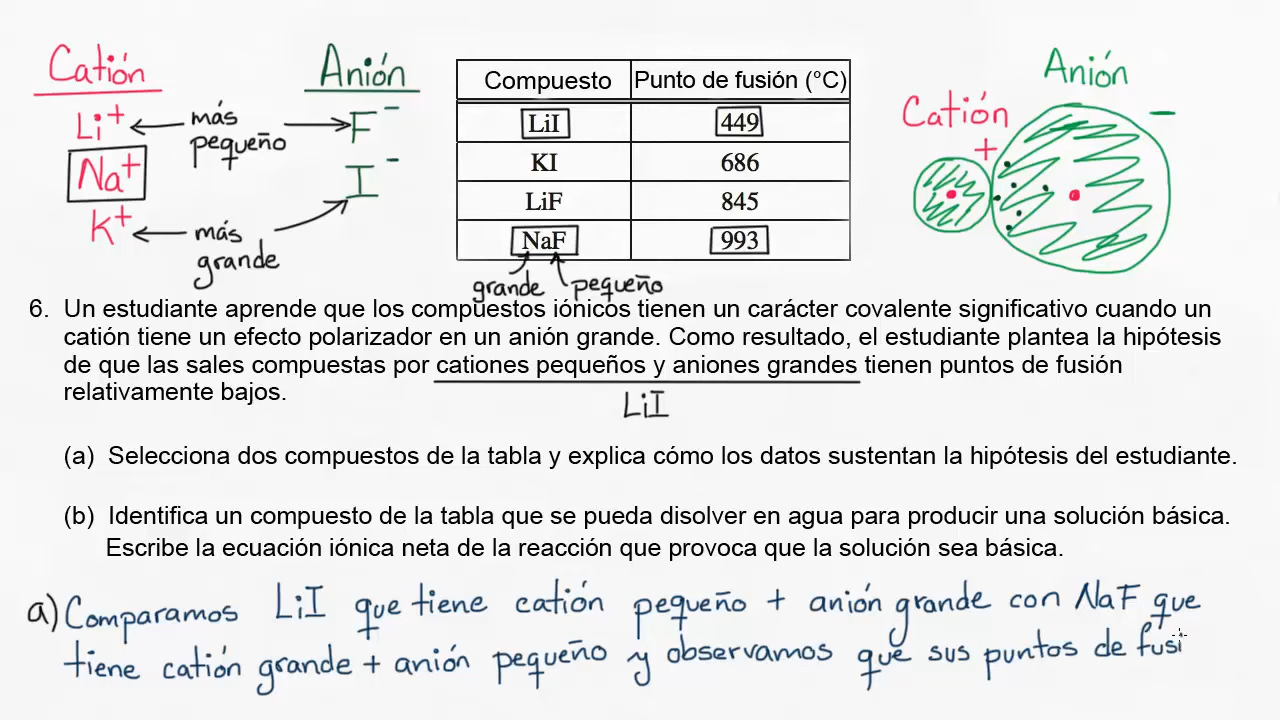 Catión
Li+
Na+
K+
más
pequeño
más
grande
Anión
F-
I-
Compuesto Punto de fusión (°C)
LiI 449
KI 686
LiF 845
NaF 993
grande pequeño
Anión
Catión
+
-
6. Un estudiante aprende que los compuestos iónicos tienen un carácter covalente significativo cuando un
catión tiene un efecto polarizador en un anión grande. Como resultado, el estudiante plantea la hipótesis
de que las sales compuestas por cationes pequeños y aniones grandes tienen puntos de fusión
relativamente bajos.
LiI
(a) Selecciona dos compuestos de la tabla y explica cómo los datos sustentan la hipótesis del estudiante.
(b) Identifica un compuesto de la tabla que se pueda disolver en agua para producir una solución básica.
Escribe la ecuación iónica neta de la reacción que provoca que la solución sea básica.
a) Comparamos LiI que tiene catión pequeño + anión grande con NaF que
tiene catión grande + anión pequeño y observamos que sus puntos de fusi